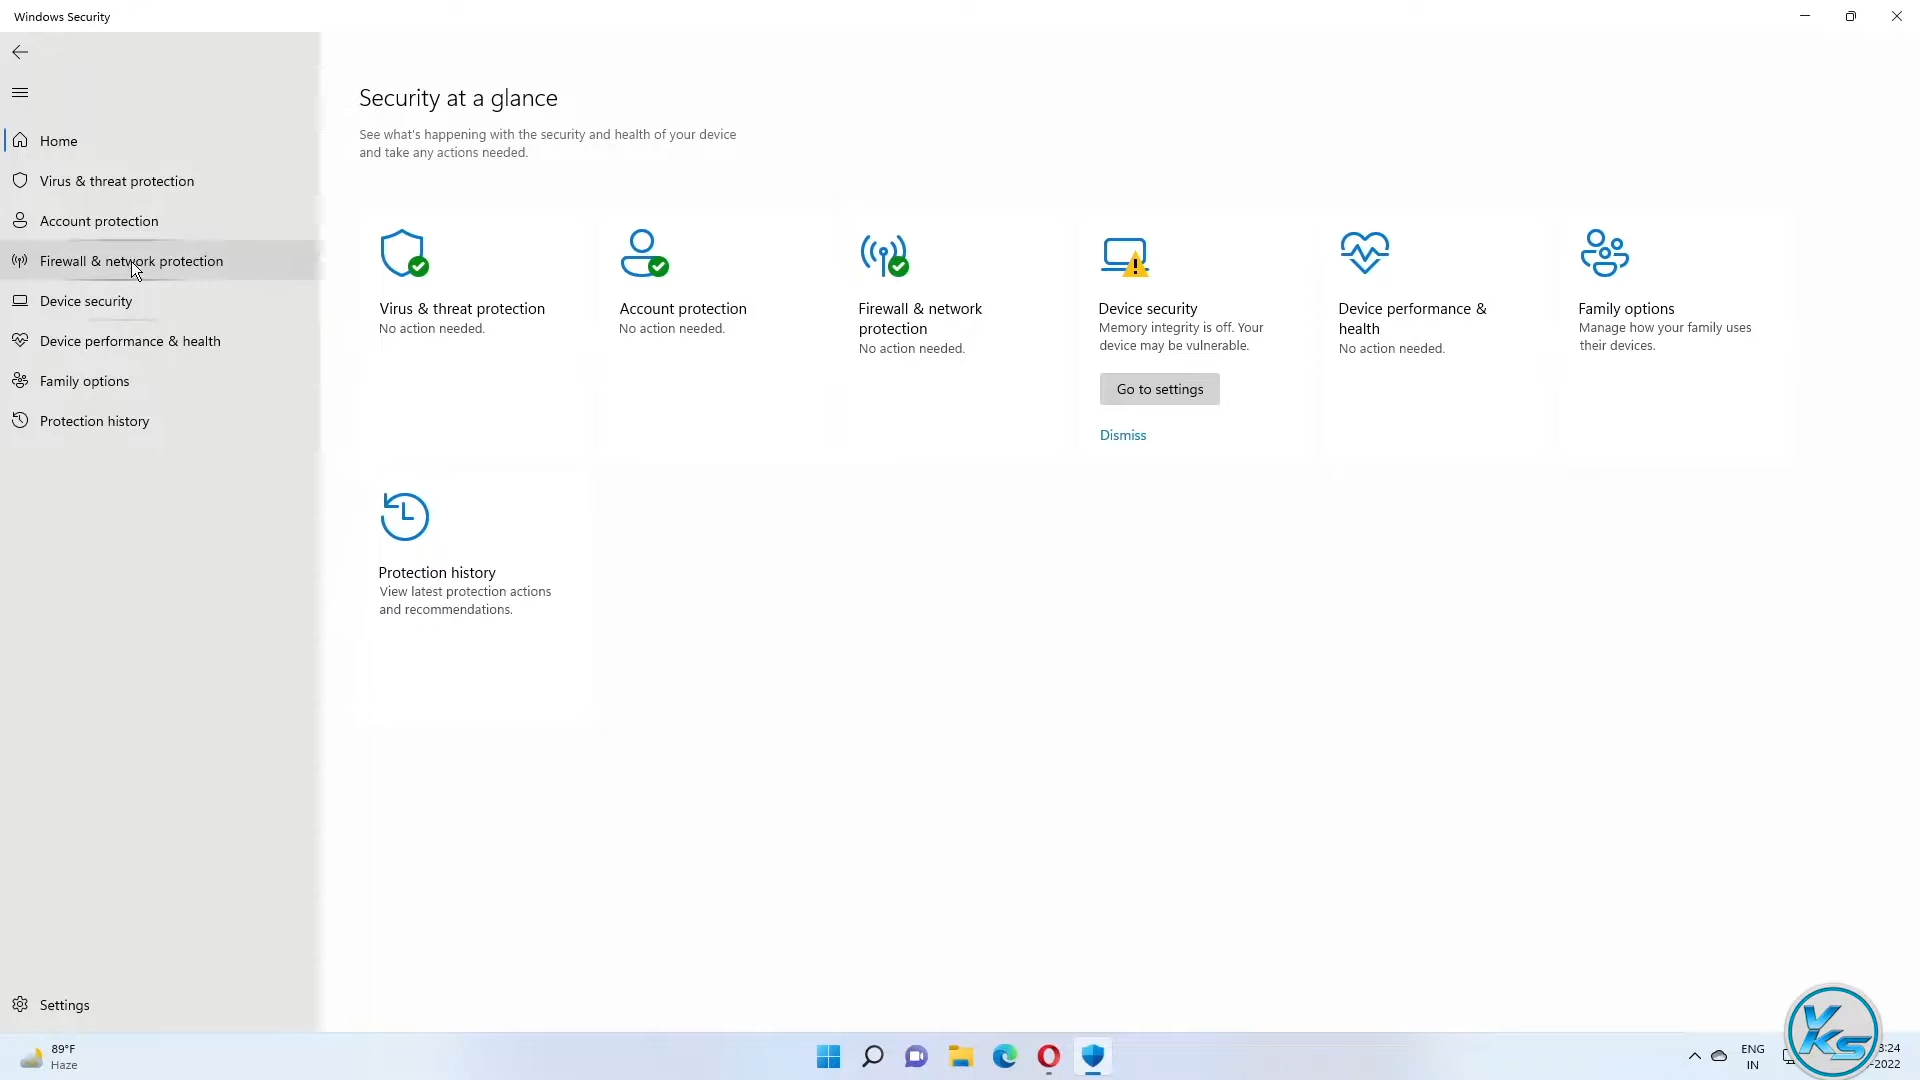 Windows Security
Home
Virus & threat protection
Account protection
Firewall & network protection
Device security
Device performance & health
Family options
Protection history
Settings
Security at a glance
See what's happening with the security and health of your device
and take any actions needed.
Virus & threat protection
No action needed.
Account protection
No action needed.
Firewall & network
protection
No action needed.
Device security
Memory integrity is off. Your
device may be vulnerable.
Go to settings
Dismiss
Device performance &
health
No action needed.
Family options
Manage how your family uses
their devices.
Protection history
View latest protection actions
and recommendations.
89°F
Haze
ENG
IN
YKS
3:24
-2022